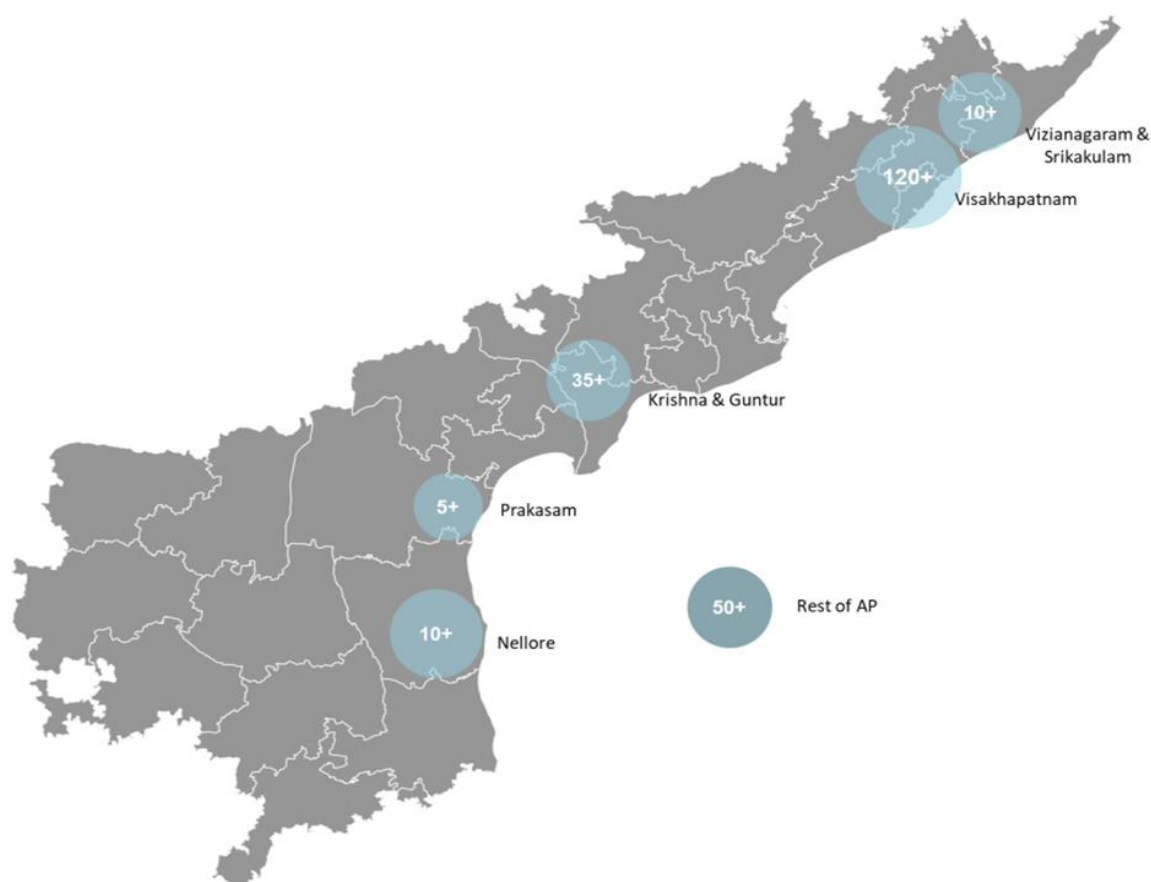 10+
Vizianagaram &
Srikakulam
120+
Visakhapatnam
35+
Krishna & Guntur
5+
Prakasam
50+
Rest of AP
10+
Nellore